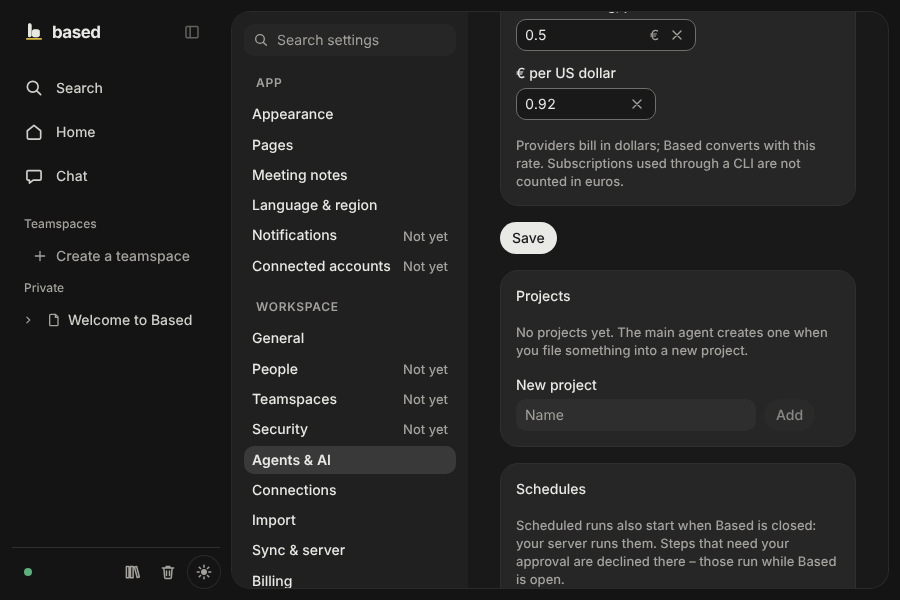 based
Search
Home
Chat
Teamspaces
Create a teamspace
Private
Welcome to Based
Search settings
APP
Appearance
Pages
Meeting notes
Language & region
Notifications Not yet
Connected accounts Not yet
WORKSPACE
General
People Not yet
Teamspaces Not yet
Security Not yet
Agents & AI
Connections
Import
Sync & server
Billing
0.5 €
€ per US dollar
0.92
Providers bill in dollars; Based converts with this
rate. Subscriptions used through a CLI are not
counted in euros.
Save
Projects
No projects yet. The main agent creates one when
you file something into a new project.
New project
Name Add
Schedules
Scheduled runs also start when Based is closed:
your server runs them. Steps that need your
approval are declined there – those run while Based
is open.